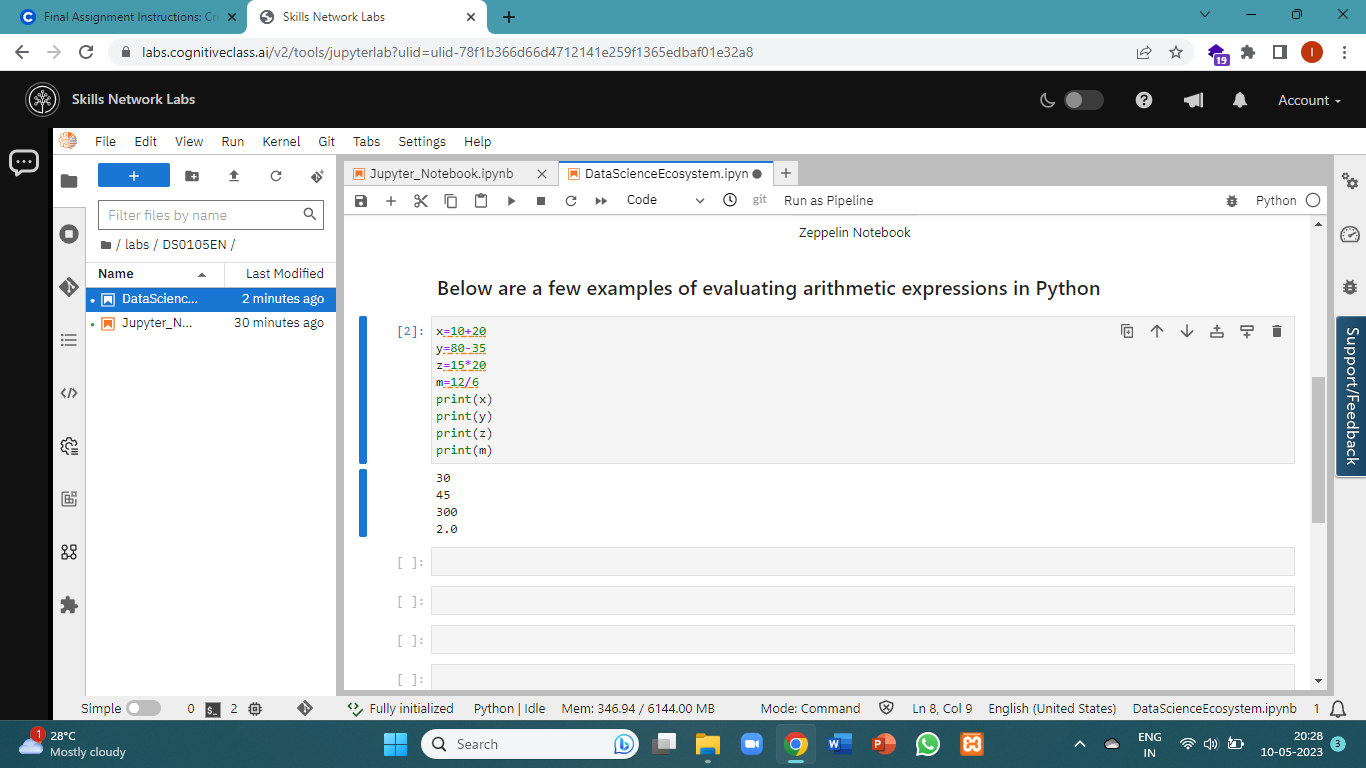 Final Assignment Instructions: Cr
Skills Network Labs
labs.cognitiveclass.ai/v2/tools/jupyterlab?ulid=ulid-78f1b366d66d4712141e259f1365edbaf01e32a8
19
I
Skills Network Labs
Account
File Edit View Run Kernel Git Tabs Settings Help
+
Filter files by name
/ labs / DS0105EN /
Name Last Modified
DataScienc... 2 minutes ago
Jupyter_N... 30 minutes ago
Jupyter_Notebook.ipynb
DataScienceEcosystem.ipyn
Code
git
Run as Pipeline
Python
Zeppelin Notebook
Below are a few examples of evaluating arithmetic expressions in Python
[2]:
x=10+20
y=80-35
z=15*20
m=12/6
print(x)
print(y)
print(z)
print(m)
30
45
300
2.0
[ ]:
[ ]:
[ ]:
[ ]:
Support/Feedback
Simple 0 $_ 2 Fully initialized Python | Idle Mem: 346.94 / 6144.00 MB Mode: Command Ln 8, Col 9 English (United States) DataScienceEcosystem.ipynb 1
1
28°C
Mostly cloudy
Search
ENG
IN
20:28
10-05-2023
3